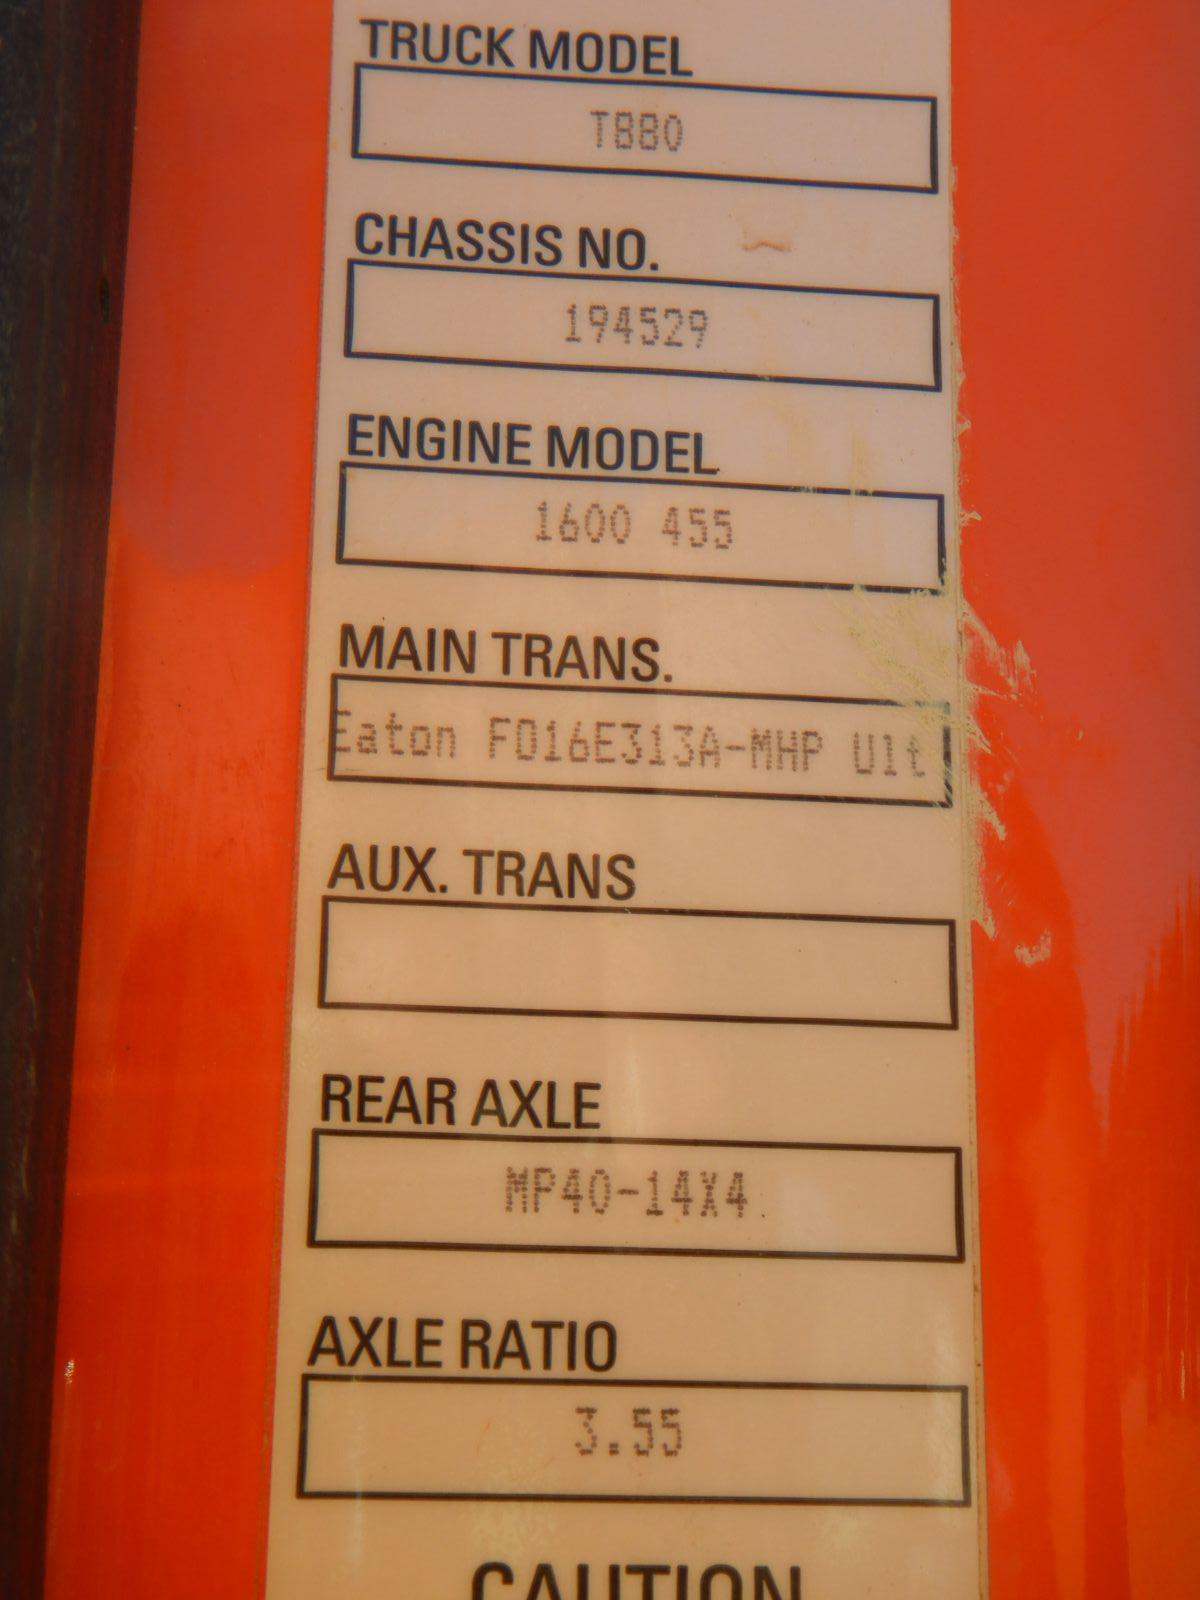 TRUCK MODEL
T880
CHASSIS NO.
194529
ENGINE MODEL
1600 455
MAIN TRANS.
Eaton FO16E313A-MHP Ult
AUX. TRANS
REAR AXLE
MP40-14X4
AXLE RATIO
3.55
CAUTION